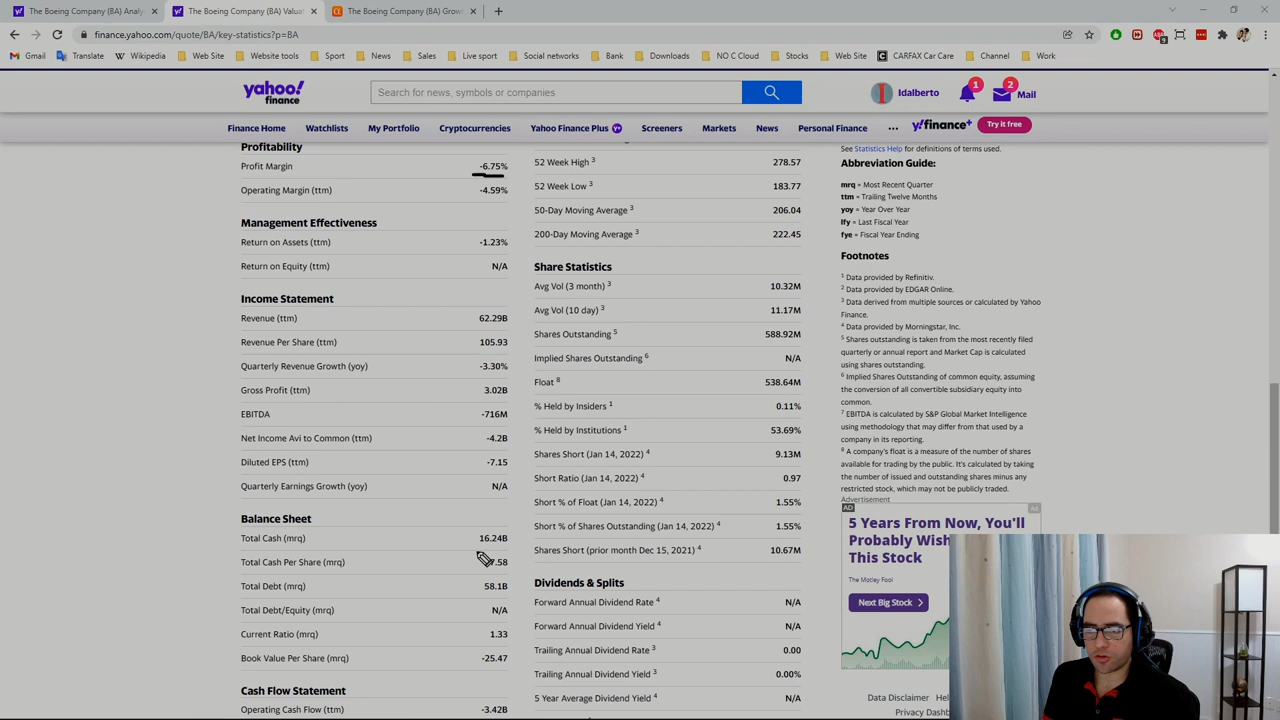 The Boeing Company (BA) Analy
The Boeing Company (BA) Valuat
The Boeing Company (BA) Grow
finance.yahoo.com/quote/BA/key-statistics?p=BA
Gmail
Translate
Wikipedia
Web Site
Website tools
Sport
News
Sales
Live sport
Social networks
Bank
Downloads
NO C Cloud
Stocks
Web Site
CARFAX Care
Channel
Work
yahoo!
finance
Search for news, symbols or companies
Idalberto
1
2
Mail
Finance Home
Watchlists
My Portfolio
Cryptocurrencies
Yahoo Finance Plus
Screeners
Markets
News
Personal Finance
...
y!finance+
Try it free
Profitability
Profit Margin -6.75%
Operating Margin (ttm) -4.59%
Management Effectiveness
Return on Assets (ttm) -1.23%
Return on Equity (ttm) N/A
Income Statement
Revenue (ttm) 62.29B
Revenue Per Share (ttm) 105.93
Quarterly Revenue Growth (yoy) -3.30%
Gross Profit (ttm) 3.02B
EBITDA -716M
Net Income Avi to Common (ttm) -4.2B
Diluted EPS (ttm) -7.15
Quarterly Earnings Growth (yoy) N/A
Balance Sheet
Total Cash (mrq) 16.24B
Total Cash Per Share (mrq) 7.58
Total Debt (mrq) 58.1B
Total Debt/Equity (mrq) N/A
Current Ratio (mrq) 1.33
Book Value Per Share (mrq) -25.47
Cash Flow Statement
Operating Cash Flow (ttm) -3.42B
52 Week High 3 278.57
52 Week Low 3 183.77
50-Day Moving Average 3 206.04
200-Day Moving Average 3 222.45
Share Statistics
Avg Vol (3 month) 3 10.32M
Avg Vol (10 day) 3 11.17M
Shares Outstanding 5 588.92M
Implied Shares Outstanding 6 N/A
Float 8 538.64M
% Held by Insiders 1 0.11%
% Held by Institutions 1 53.69%
Shares Short (Jan 14, 2022) 4 9.13M
Short Ratio (Jan 14, 2022) 4 0.97
Short % of Float (Jan 14, 2022) 4 1.55%
Short % of Shares Outstanding (Jan 14, 2022) 4 1.55%
Shares Short (prior month Dec 15, 2021) 4 10.67M
Dividends & Splits
Forward Annual Dividend Rate 4 N/A
Forward Annual Dividend Yield 4 N/A
Trailing Annual Dividend Rate 3 0.00
Trailing Annual Dividend Yield 3 0.00%
5 Year Average Dividend Yield 4 N/A
See Statistics Help for definitions of terms used.
Abbreviation Guide:
mrq = Most Recent Quarter
ttm = Trailing Twelve Months
yoy = Year Over Year
lfy = Last Fiscal Year
fye = Fiscal Year Ending
Footnotes
1 Data provided by Refinitiv.
2 Data provided by EDGAR Online.
3 Data derived from multiple sources or calculated by Yahoo
Finance.
4 Data provided by Morningstar, Inc.
5 Shares outstanding is taken from the most recently filed
quarterly or annual report and Market Cap is calculated
using shares outstanding.
6 Implied Shares Outstanding of common equity, assuming
the conversion of all convertible subsidiary equity into
common.
7 EBITDA is calculated by S&P Global Market Intelligence
using methodology that may differ from that used by a
company in its reporting.
8 A company's float is a measure of the number of shares
available for trading by the public. It's calculated by taking
the number of issued and outstanding shares minus any
restricted stock, which may not be publicly traded.
Advertisement
AD
Ad
5 Years From Now, You'll
Probably Wish
This Stock
The Motley Fool
Next Big Stock
Data Disclaimer Hel
Privacy Dashb